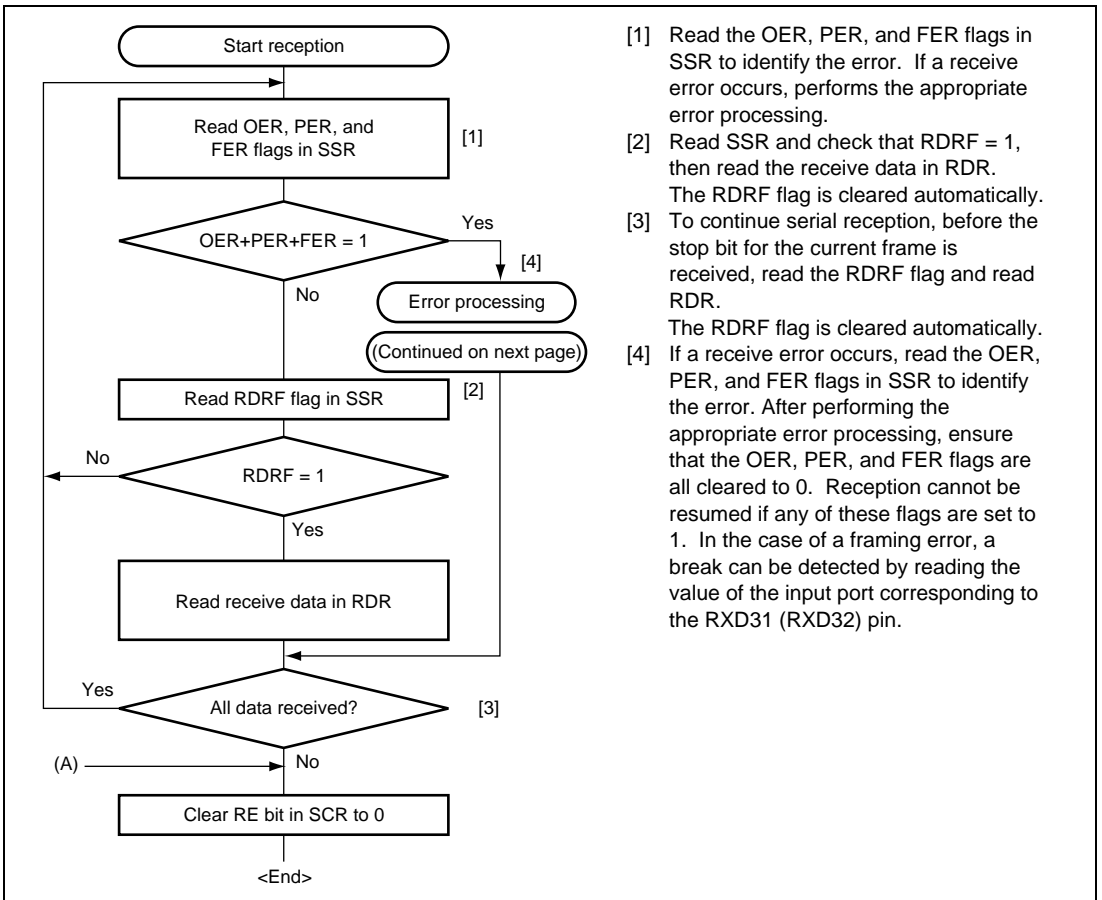 Start reception
Read OER, PER, and
FER flags in SSR
[1]
OER+PER+FER = 1
Yes
[4]
No
Error processing
(Continued on next page)
[2]
Read RDRF flag in SSR
No
RDRF = 1
Yes
Read receive data in RDR
Yes
All data received?
[3]
(A)
No
Clear RE bit in SCR to 0
<End>
[1] Read the OER, PER, and FER flags in
SSR to identify the error. If a receive
error occurs, performs the appropriate
error processing.
[2] Read SSR and check that RDRF = 1,
then read the receive data in RDR.
The RDRF flag is cleared automatically.
[3] To continue serial reception, before the
stop bit for the current frame is
received, read the RDRF flag and read
RDR.
The RDRF flag is cleared automatically.
[4] If a receive error occurs, read the OER,
PER, and FER flags in SSR to identify
the error. After performing the
appropriate error processing, ensure
that the OER, PER, and FER flags are
all cleared to 0. Reception cannot be
resumed if any of these flags are set to
1. In the case of a framing error, a
break can be detected by reading the
value of the input port corresponding to
the RXD31 (RXD32) pin.